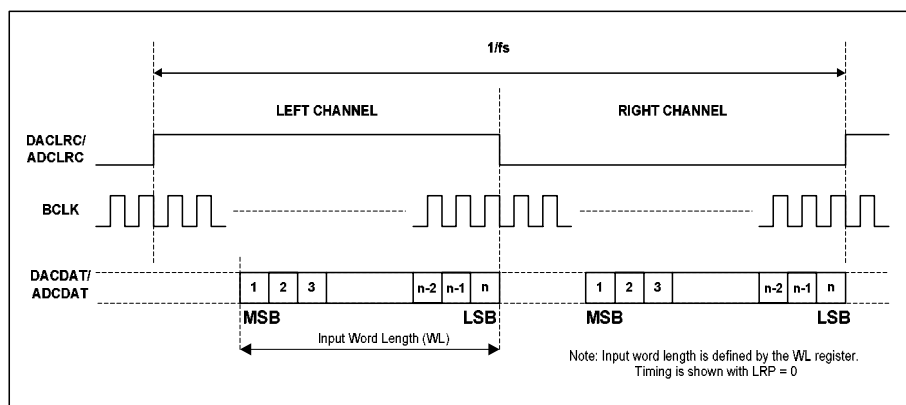 1/fs
LEFT CHANNEL
RIGHT CHANNEL
DACLRC/
ADCLRC
BCLK
DACDAT/
ADCDAT
1 2 3 n-2 n-1 n 1 2 3 n-2 n-1 n
MSB LSB MSB LSB
Input Word Length (WL)
Note: Input word length is defined by the WL register.
Timing is shown with LRP = 0